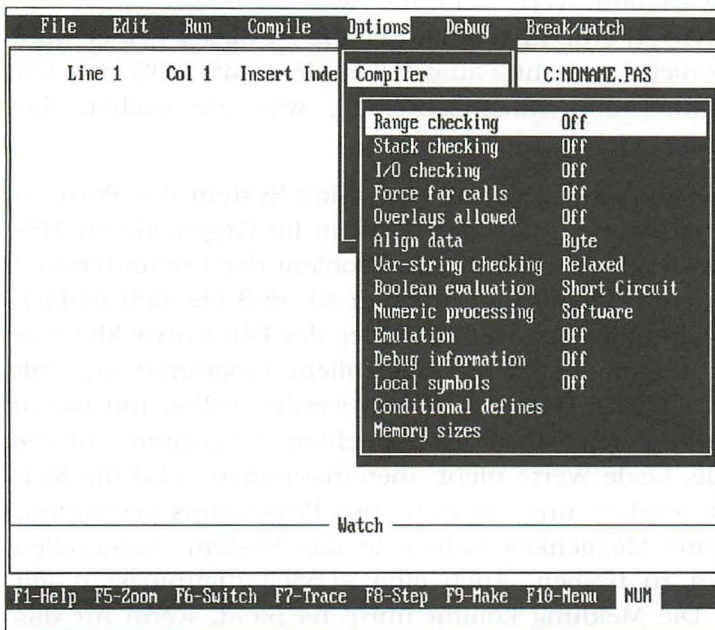 File Edit Run Compile Options Debug Break/watch
Line 1 Col 1 Insert Inde Compiler C:NONAME.PAS
Range checking Off
Stack checking Off
I/O checking Off
Force far calls Off
Overlays allowed Off
Align data Byte
Var-string checking Relaxed
Boolean evaluation Short Circuit
Numeric processing Software
Emulation Off
Debug information Off
Local symbols Off
Conditional defines
Memory sizes
Watch
F1-Help F5-Zoom F6-Switch F7-Trace F8-Step F9-Make F10-Menu NUM